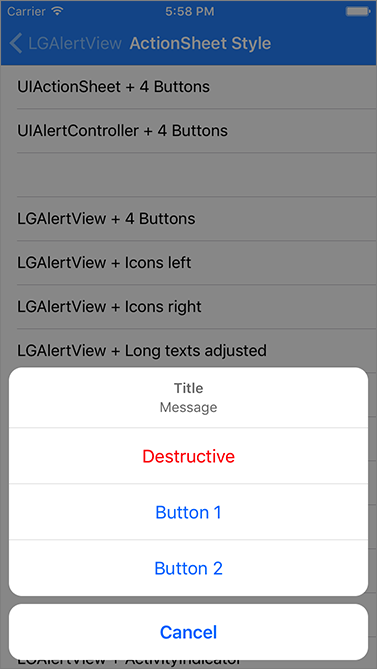 Carrier 5:58 PM
LGAlertView ActionSheet Style
UIActionSheet + 4 Buttons
UIAlertController + 4 Buttons
LGAlertView + 4 Buttons
LGAlertView + Icons left
LGAlertView + Icons right
LGAlertView + Long texts adjusted
Title
Message
Destructive
Button 1
Button 2
Cancel
LGAlertView + ActivityIndicator